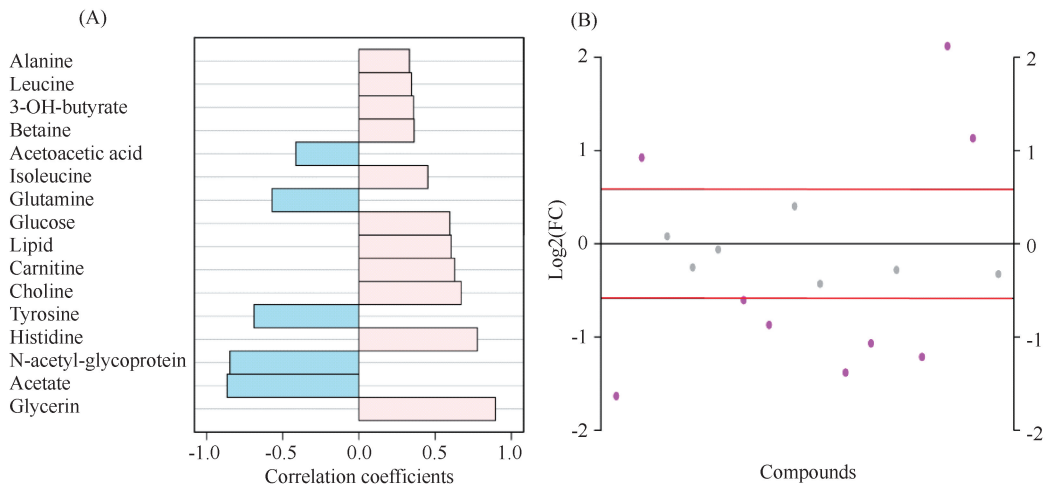 (A)
Alanine
Leucine
3-OH-butyrate
Betaine
Acetoacetic acid
Isoleucine
Glutamine
Glucose
Lipid
Carnitine
Choline
Tyrosine
Histidine
N-acetyl-glycoprotein
Acetate
Glycerin
-1.0 -0.5 0.0 0.5 1.0
Correlation coefficients
(B)
2 2
1 1
0 0
-1 -1
-2 -2
Log2(FC)
Compounds